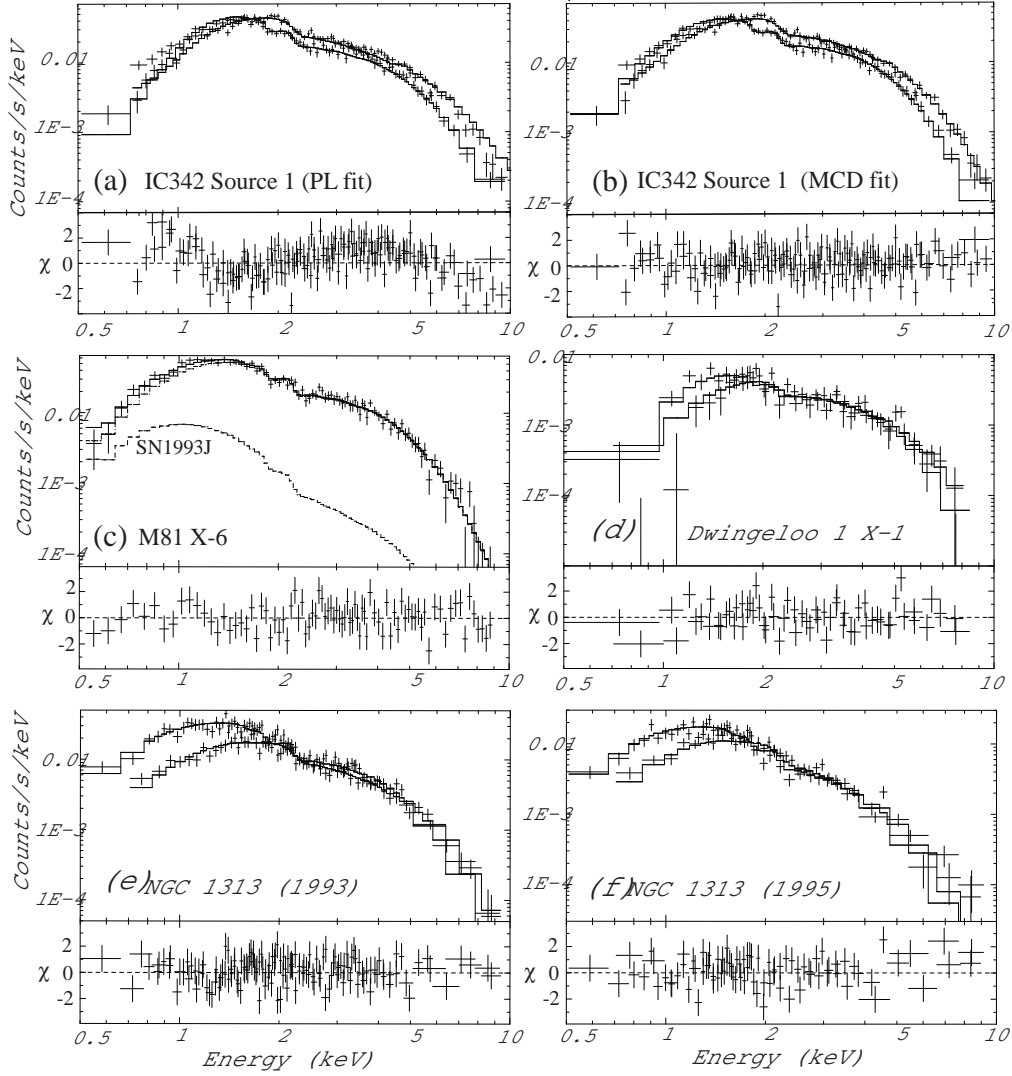 Counts/s/keV
0.01
1E-3
1E-4
(a) IC342 Source 1 (PL fit)
χ
2
0
-2
0.5 1 2 5 10
0.01
1E-3
1E-4
(b) IC342 Source 1 (MCD fit)
2
0
-2
0.5 1 2 5 10
Counts/s/keV
0.01
1E-3
1E-4
SN1993J
(c) M81 X-6
χ
2
0
-2
0.5 1 2 5 10
0.01
1E-3
1E-4
(d) Dwingeloo 1 X-1
2
0
-2
0.5 1 2 5 10
Counts/s/keV
0.01
1E-3
1E-4
(e) NGC 1313 (1993)
χ
2
0
-2
0.5 1 2 5 10
Energy (keV)
0.01
1E-3
1E-4
(f) NGC 1313 (1995)
2
0
-2
0.5 1 2 5 10
Energy (keV)